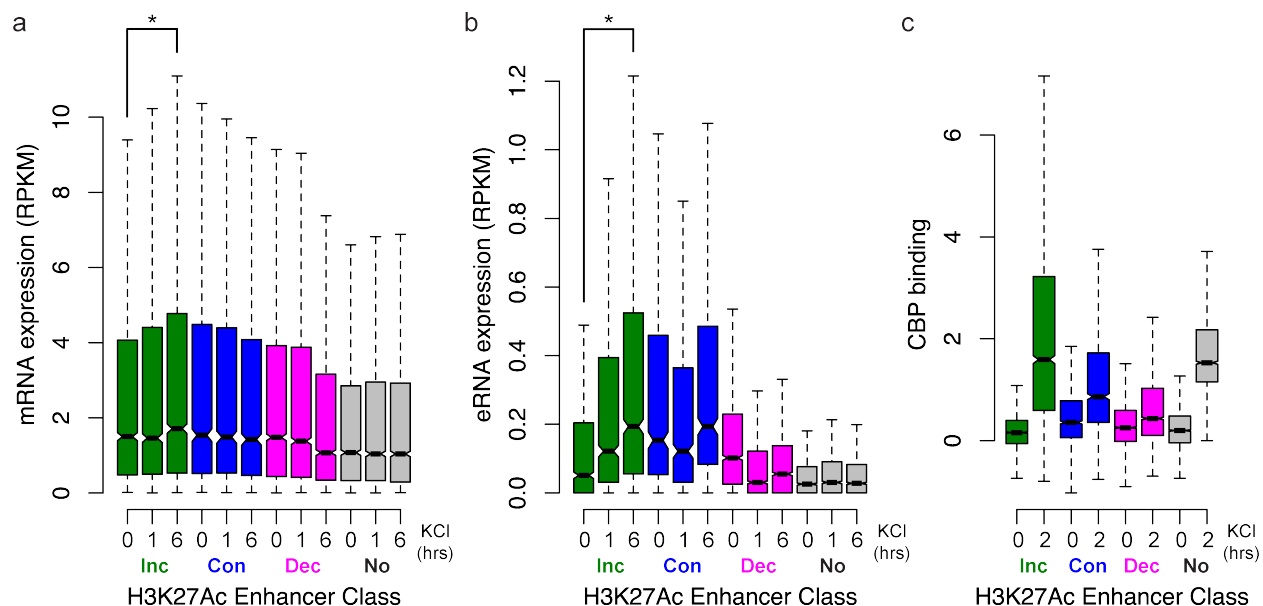 a
*
mRNA expression (RPKM)
10
8
6
4
2
0
0 1 6 0 1 6 0 1 6 0 1 6
KCl
(hrs)
Inc Con Dec No
H3K27Ac Enhancer Class
b
*
eRNA expression (RPKM)
1.2
1.0
0.8
0.6
0.4
0.2
0.0
0 1 6 0 1 6 0 1 6 0 1 6
KCl
(hrs)
Inc Con Dec No
H3K27Ac Enhancer Class
c
CBP binding
6
4
2
0
0 2 0 2 0 2 0 2
KCl
(hrs)
Inc Con Dec No
H3K27Ac Enhancer Class